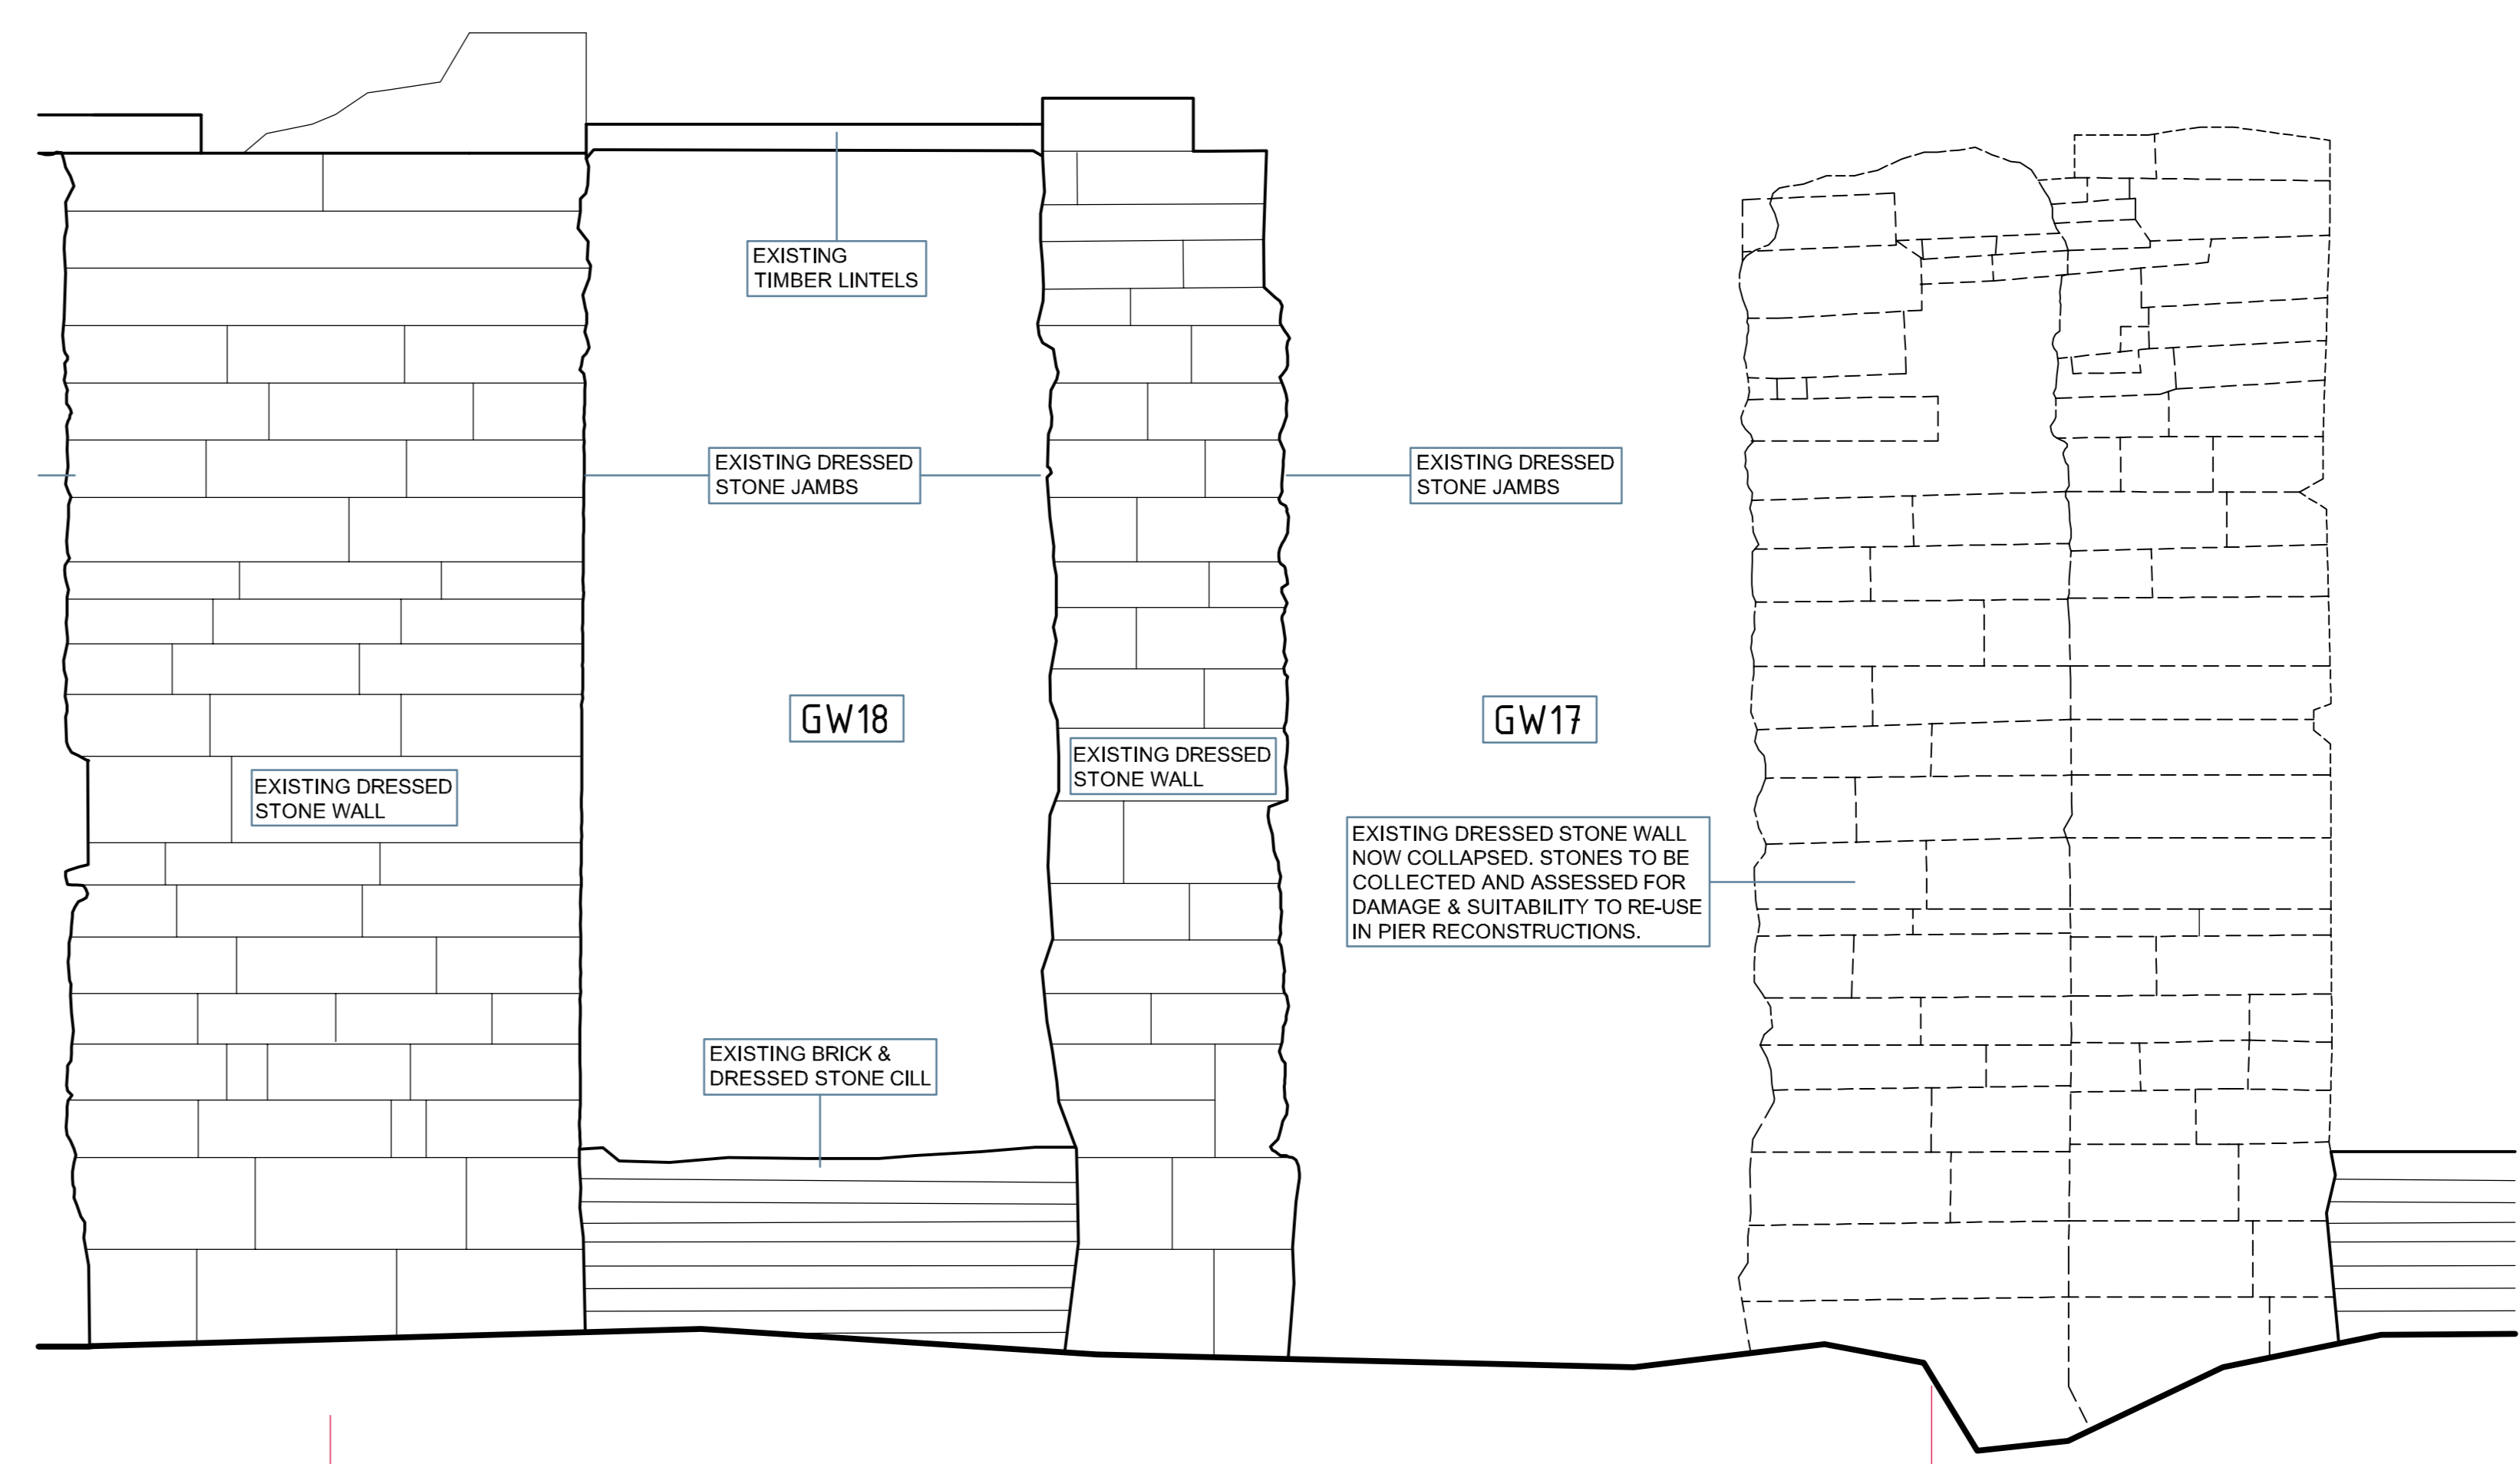 EXISTING
TIMBER LINTELS
EXISTING DRESSED
STONE JAMBS
EXISTING DRESSED
STONE JAMBS
GW18
GW17
EXISTING DRESSED
STONE WALL
EXISTING DRESSED
STONE WALL
EXISTING DRESSED STONE WALL
NOW COLLAPSED. STONES TO BE
COLLECTED AND ASSESSED FOR
DAMAGE & SUITABILITY TO RE-USE
IN PIER RECONSTRUCTIONS.
EXISTING BRICK &
DRESSED STONE CILL